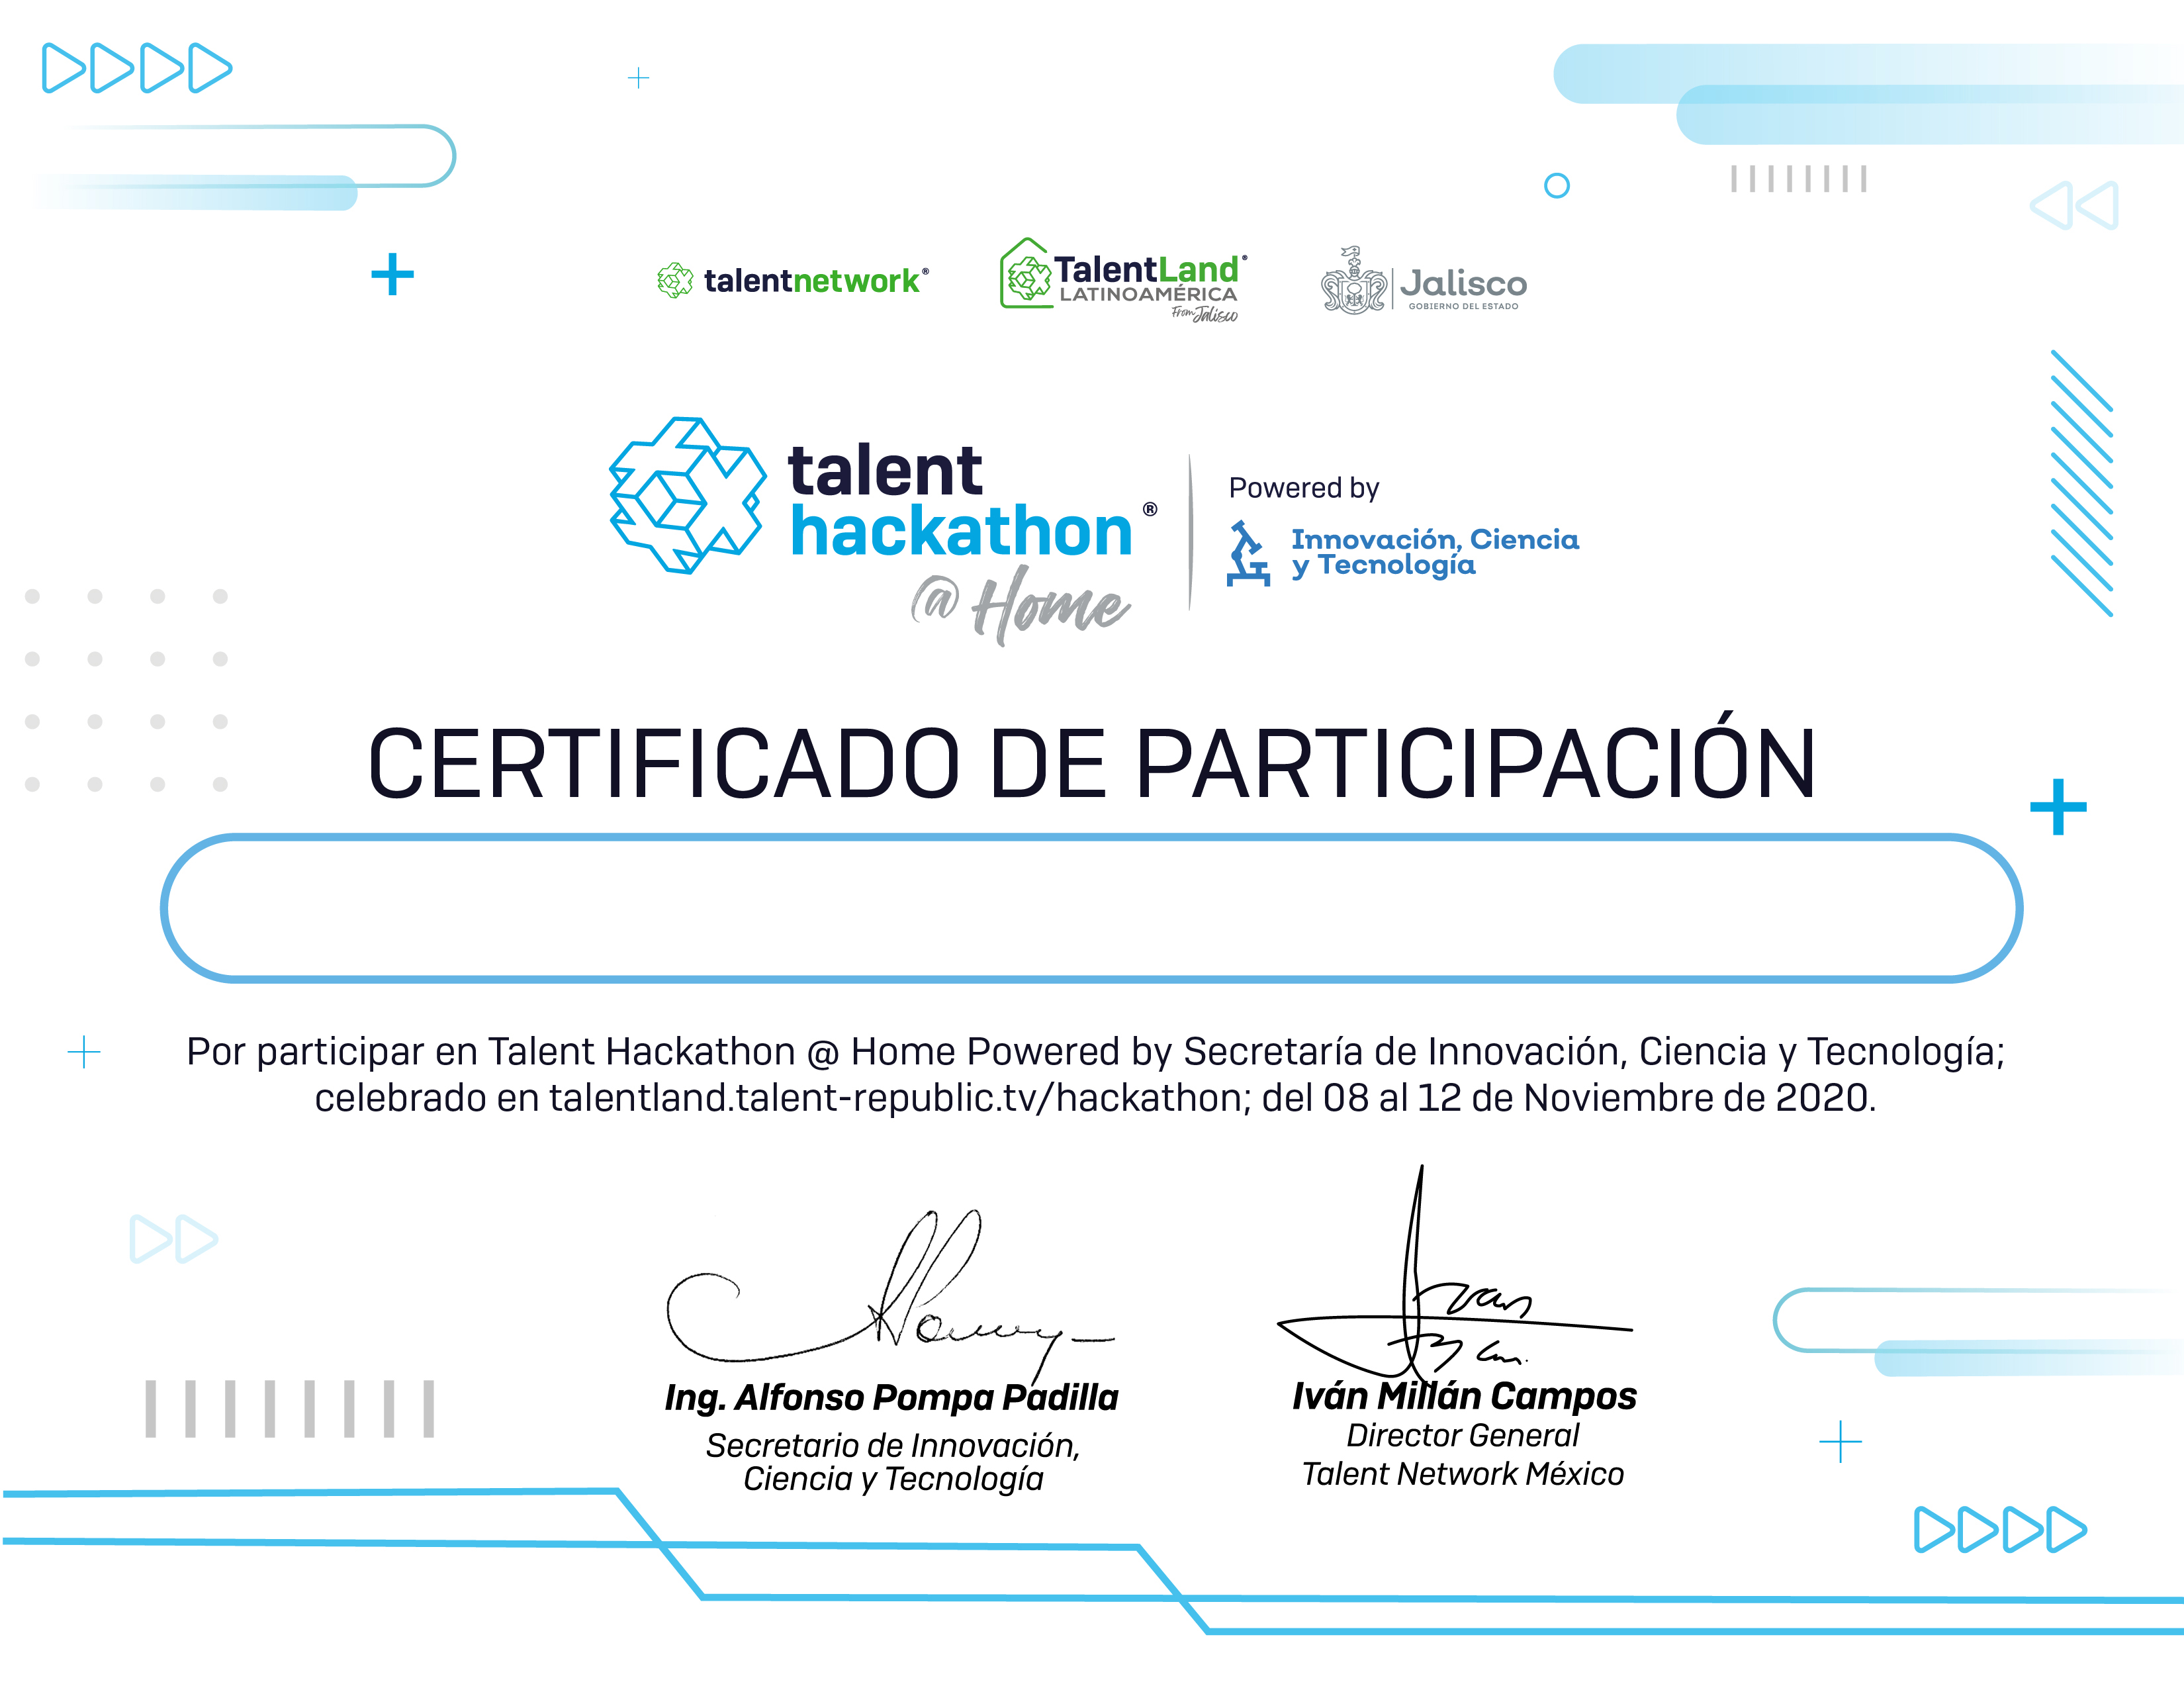 talentnetwork®
TalentLand®
LATINOAMÉRICA
From Jalisco
Jalisco
GOBIERNO DEL ESTADO
talent
hackathon®
@ Home
Powered by
Innovación, Ciencia
y Tecnología
CERTIFICADO DE PARTICIPACIÓN
Por participar en Talent Hackathon @ Home Powered by Secretaría de Innovación, Ciencia y Tecnología;
celebrado en talentland.talent-republic.tv/hackathon; del 08 al 12 de Noviembre de 2020.
Ing. Alfonso Pompa Padilla
Secretario de Innovación,
Ciencia y Tecnología
Iván Millán Campos
Director General
Talent Network México